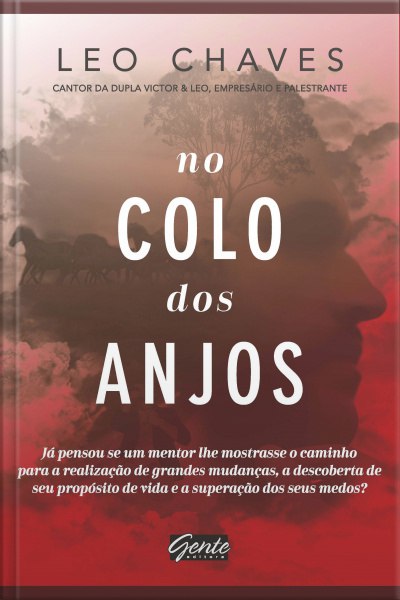 LEO CHAVES
CANTOR DA DUPLA VICTOR & LEO, EMPRESÁRIO E PALESTRANTE
no
COLO
dos
ANJOS
Já pensou se um mentor lhe mostrasse o caminho
para a realização de grandes mudanças, a descoberta de
seu propósito de vida e a superação dos seus medos?
Gente
editora